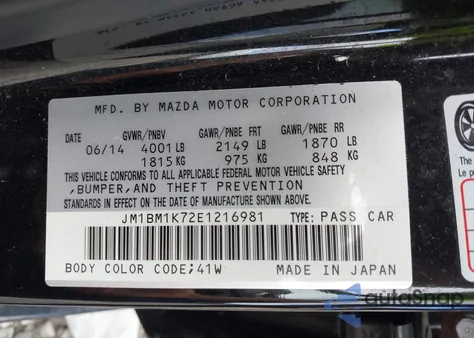 MFD. BY MAZDA MOTOR CORPORATION
DATE GVWR/PNBV GAWR/PNBE FRT GAWR/PNBE RR
06/14 4001 LB 2149 LB 1870 LB
1815 KG 975 KG 848 KG
THIS VEHICLE CONFORMS TO ALL APPLICABLE FEDERAL MOTOR VEHICLE SAFETY
,BUMPER,AND THEFT PREVENTION
STANDARDS IN EFFECT ON THE DATE OF MANUFACTURE SHOWN ABOVE.
JM1BM1K72E1216981 TYPE: PASS CAR
BODY COLOR CODE;41W MADE IN JAPAN
The
Le p
autoSnap